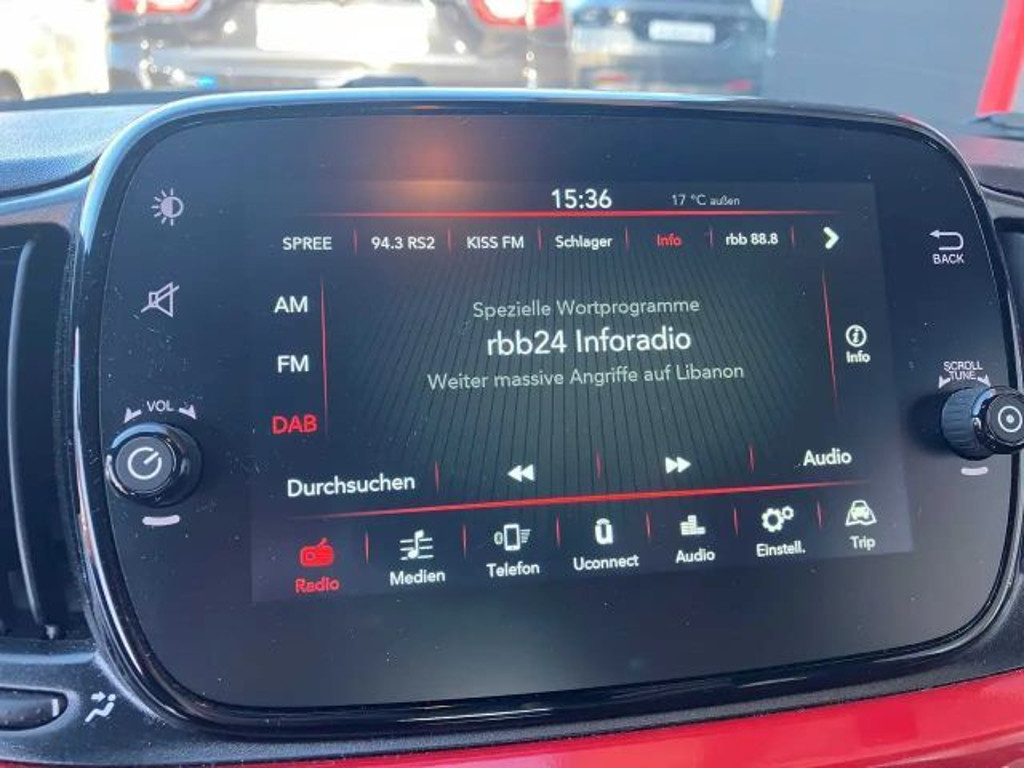 15:36 17 °C außen
SPREE 94.3 RS2 KISS FM Schlager Info rbb 88.8
BACK
AM
Spezielle Wortprogramme
rbb24 Inforadio
Info
FM
Weiter massive Angriffe auf Libanon
SCROLL
TUNE
VOL
DAB
Durchsuchen Audio
Radio Medien Telefon Uconnect Audio Einstell. Trip